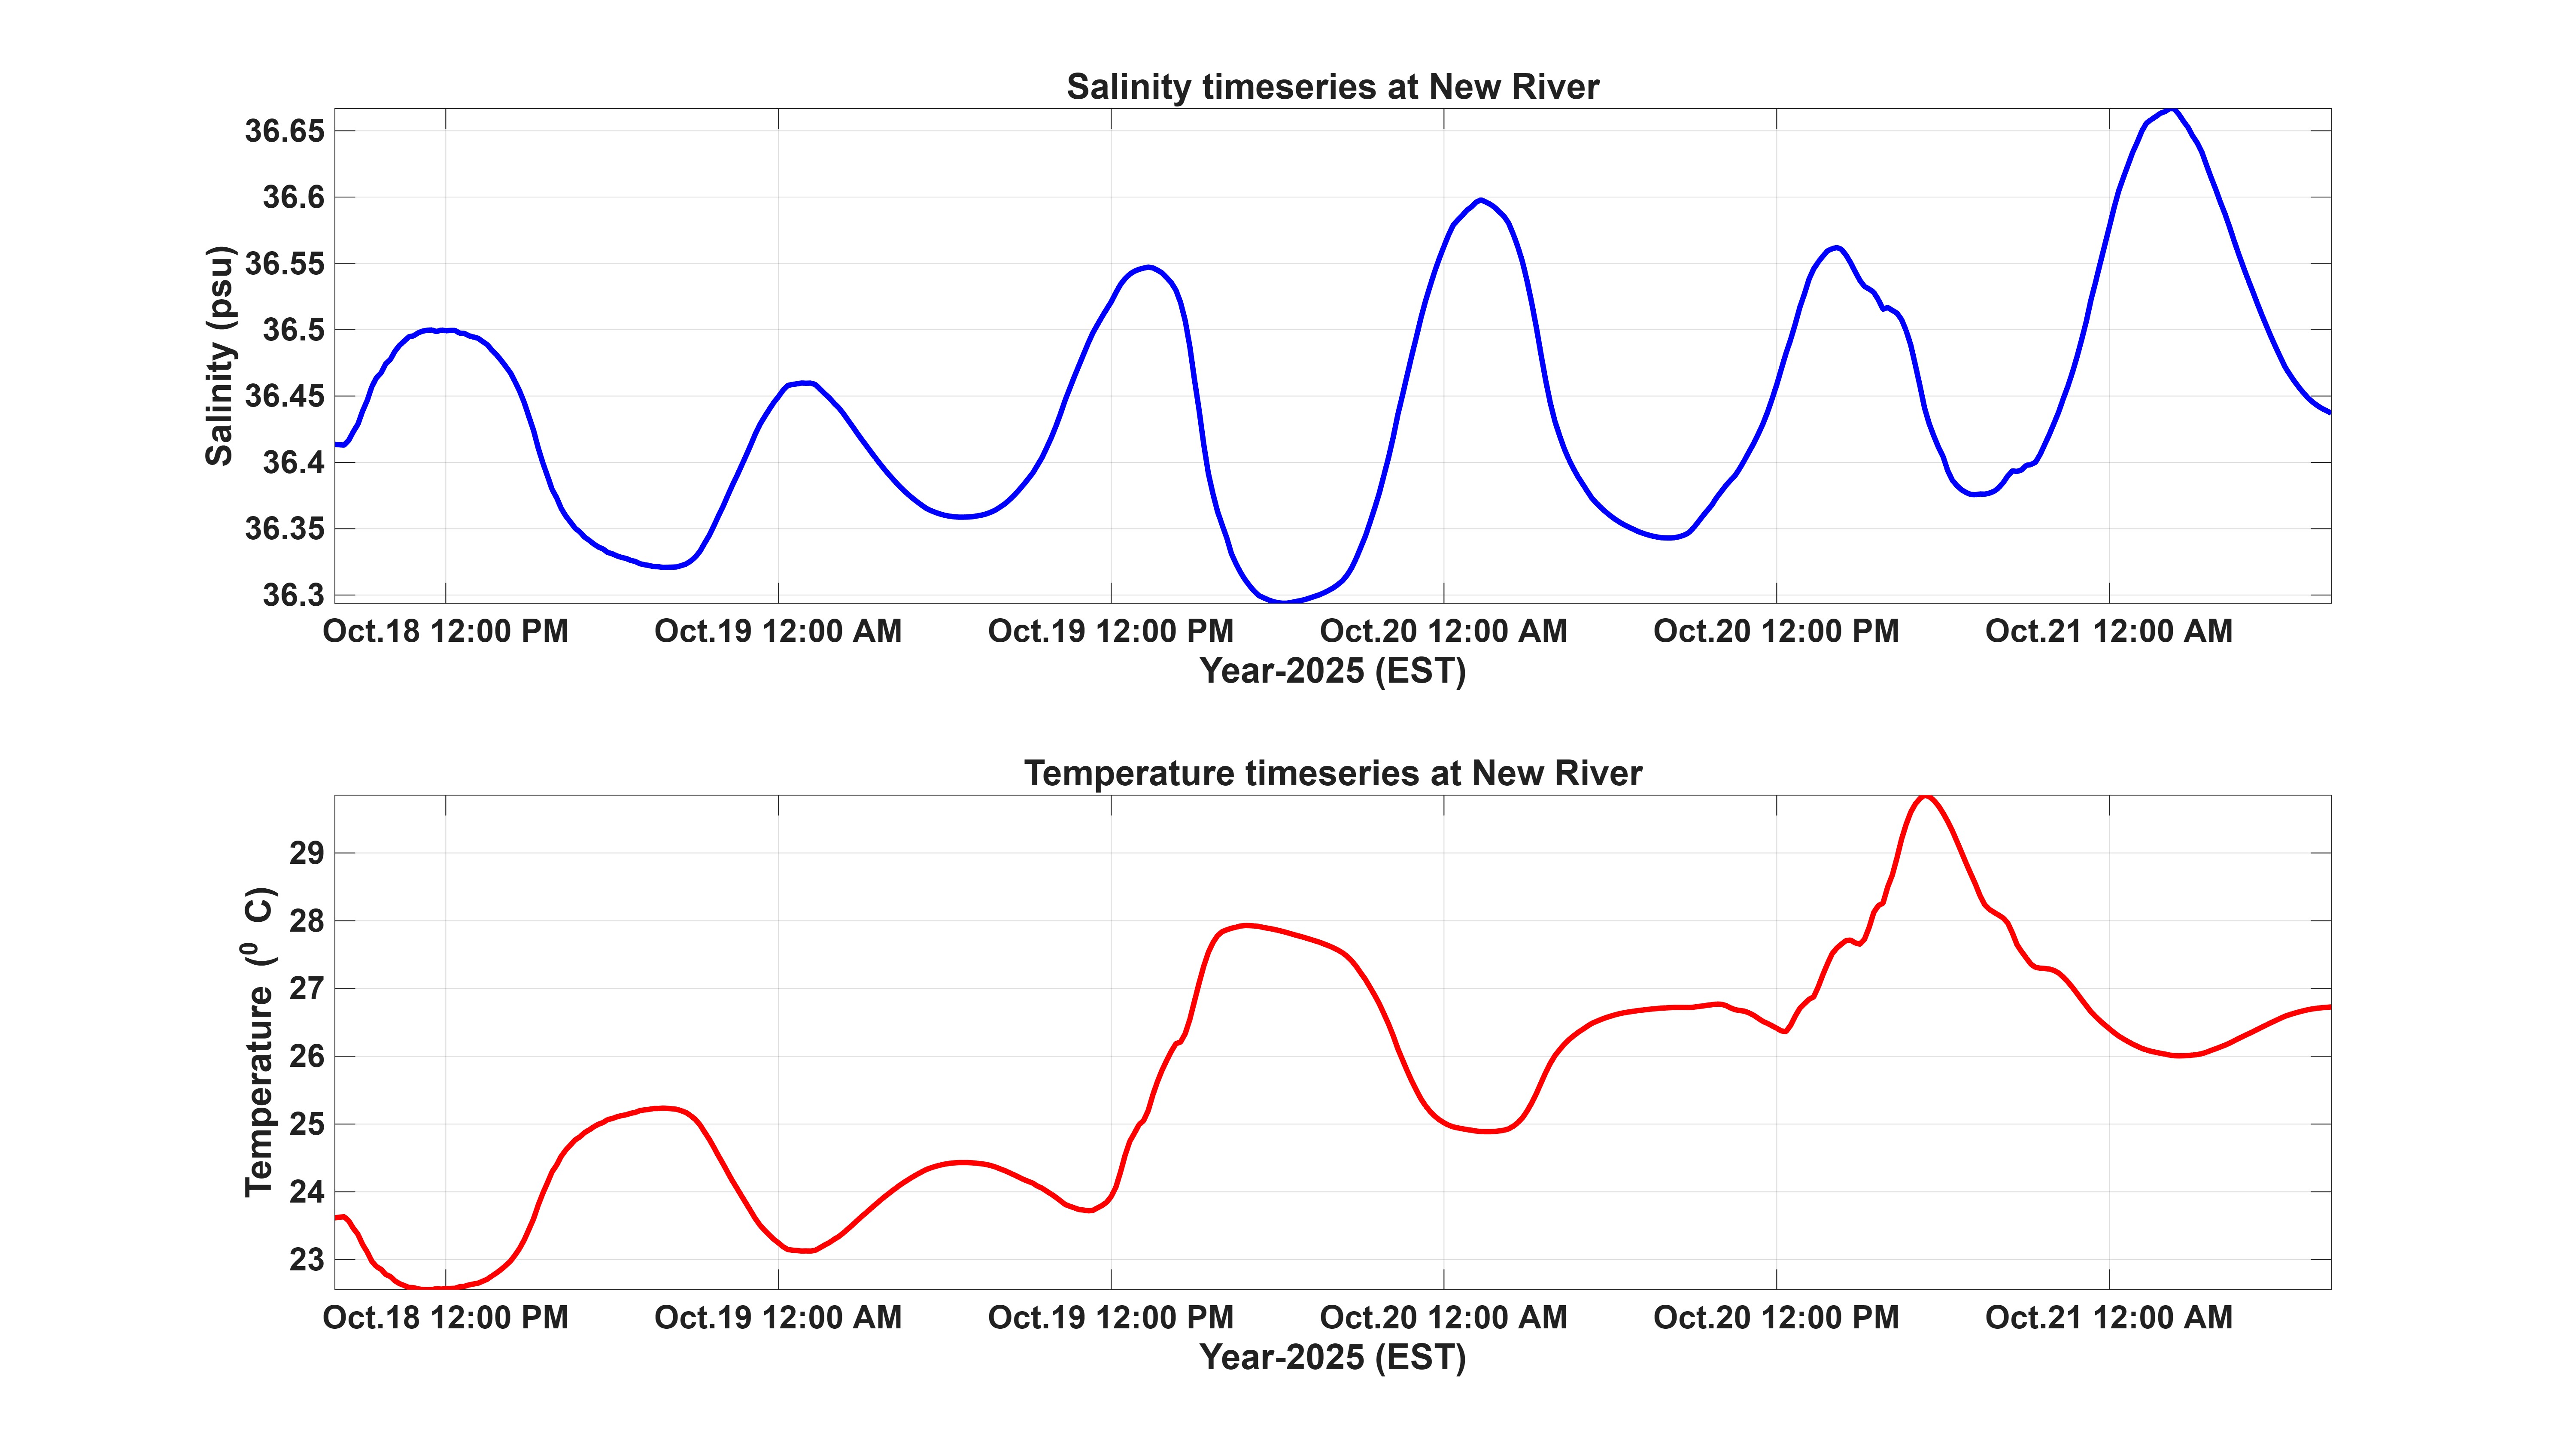 Salinity timeseries at New River
Salinity (psu)
36.65
36.6
36.55
36.5
36.45
36.4
36.35
36.3
Oct.18 12:00 PM Oct.19 12:00 AM Oct.19 12:00 PM Oct.20 12:00 AM Oct.20 12:00 PM Oct.21 12:00 AM
Year-2025 (EST)
Temperature timeseries at New River
Temperature (⁰ C)
29
28
27
26
25
24
23
Oct.18 12:00 PM Oct.19 12:00 AM Oct.19 12:00 PM Oct.20 12:00 AM Oct.20 12:00 PM Oct.21 12:00 AM
Year-2025 (EST)